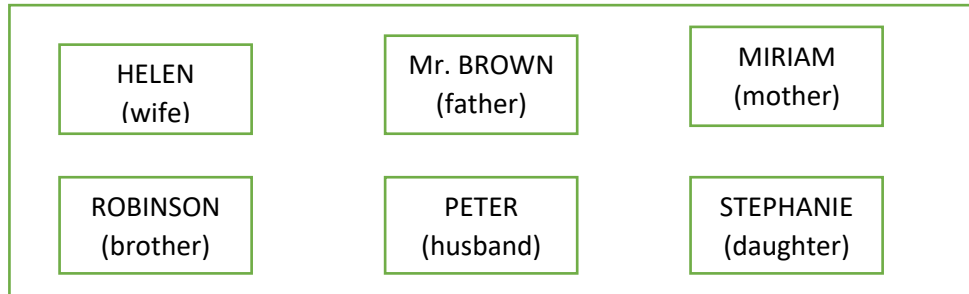 HELEN
(wife)
Mr. BROWN
(father)
MIRIAM
(mother)
ROBINSON
(brother)
PETER
(husband)
STEPHANIE
(daughter)